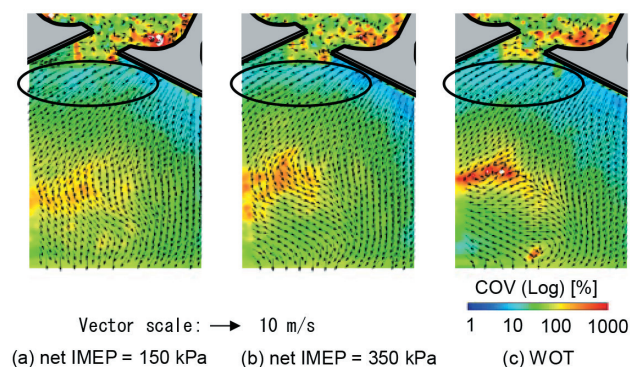 COV (Log) [%]
1 10 100 1000
Vector scale: → 10 m/s
(a) net IMEP = 150 kPa (b) net IMEP = 350 kPa (c) WOT